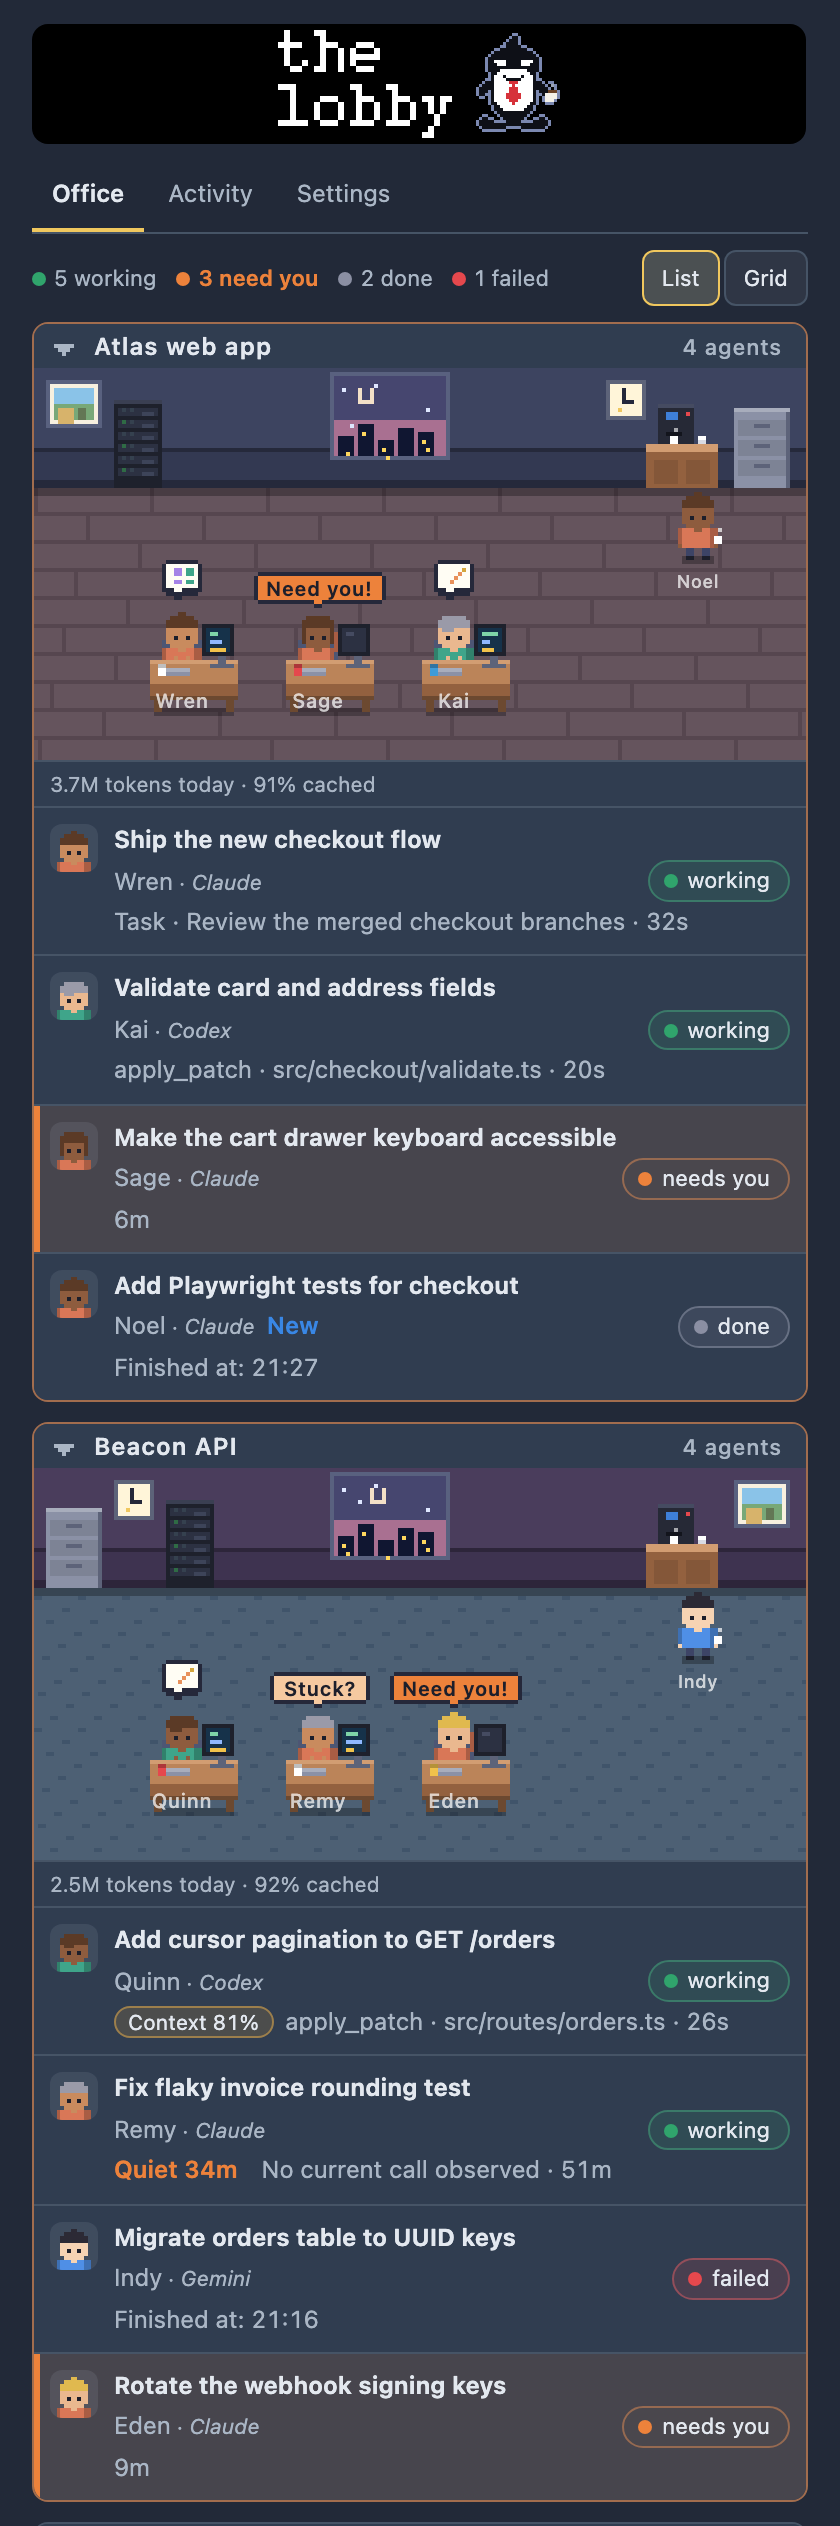 the
lobby
Office Activity Settings
5 working 3 need you 2 done 1 failed List Grid
Atlas web app 4 agents
Noel
Need you!
Wren Sage Kai
3.7M tokens today · 91% cached
Ship the new checkout flow
Wren · Claude working
Task · Review the merged checkout branches · 32s
Validate card and address fields
Kai · Codex working
apply_patch · src/checkout/validate.ts · 20s
Make the cart drawer keyboard accessible
Sage · Claude needs you
6m
Add Playwright tests for checkout
Noel · Claude New done
Finished at: 21:27
Beacon API 4 agents
Indy
Stuck? Need you!
Quinn Remy Eden
2.5M tokens today · 92% cached
Add cursor pagination to GET /orders
Quinn · Codex working
Context 81% apply_patch · src/routes/orders.ts · 26s
Fix flaky invoice rounding test
Remy · Claude working
Quiet 34m No current call observed · 51m
Migrate orders table to UUID keys
Indy · Gemini failed
Finished at: 21:16
Rotate the webhook signing keys
Eden · Claude needs you
9m